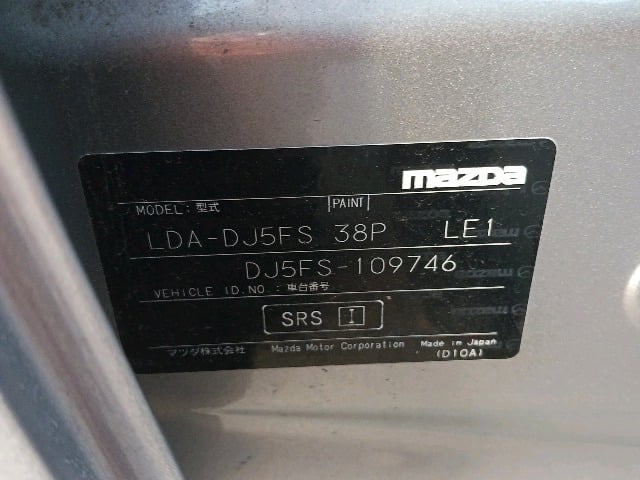 mazda
MODEL:型式 PAINT
LDA-DJ5FS 38P LE1
DJ5FS-109746
VEHICLE ID.NO.:車台番号
SRS I
マツダ株式会社 Mazda Motor Corporation Made in Japan
(D10A)